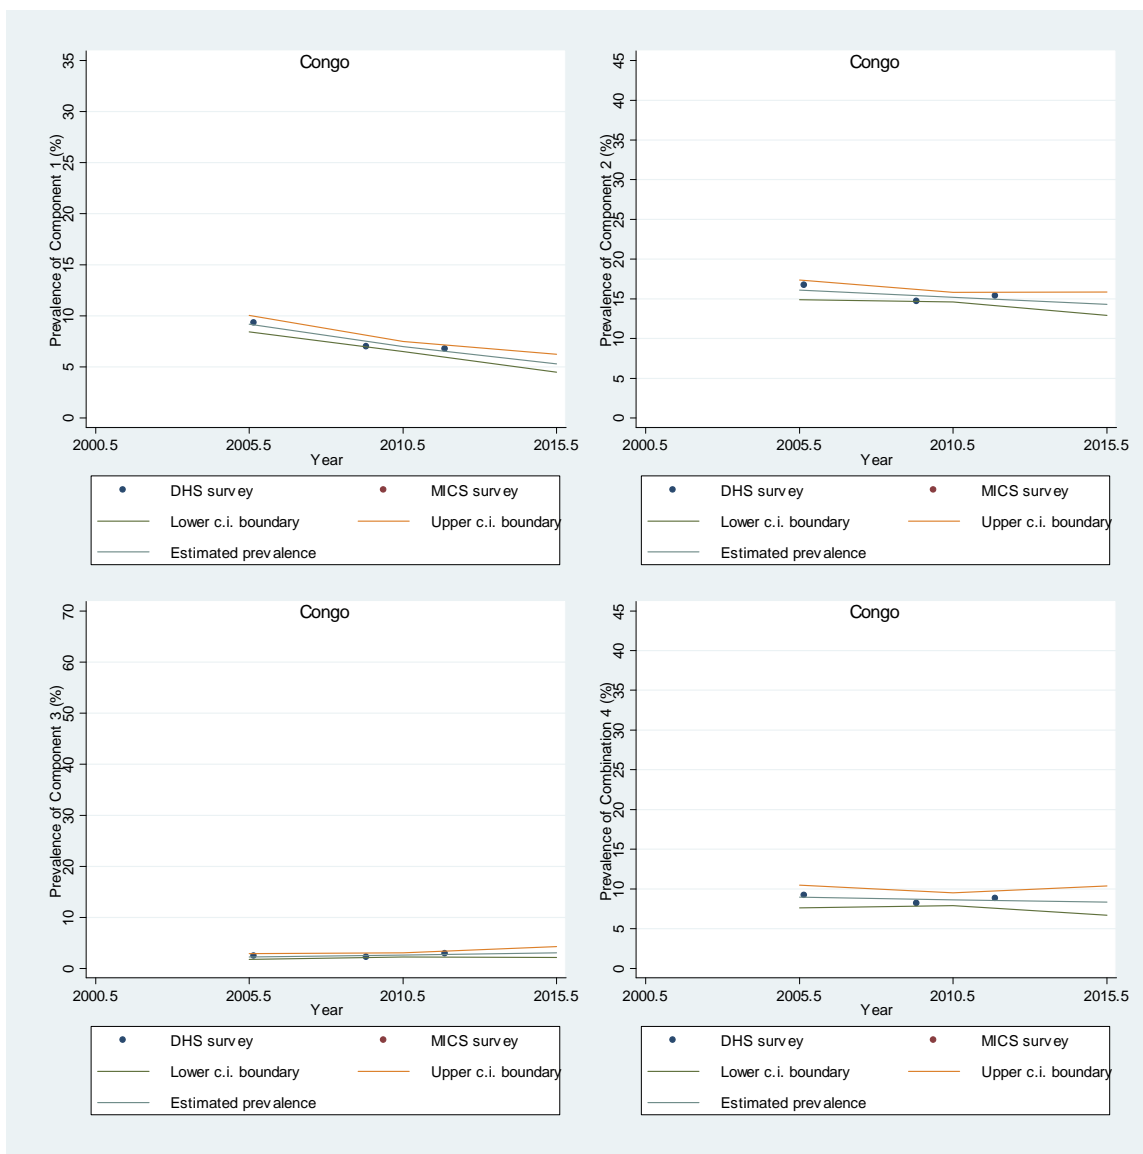 Congo
Prevalence of Component 1 (%)
35
30
25
20
15
10
5
0
2000.5 2005.5 2010.5 2015.5
Year
DHS survey MICS survey
Lower c.i. boundary Upper c.i. boundary
Estimated prevalence
Congo
Prevalence of Component 2 (%)
45
40
35
30
25
20
15
10
5
0
2000.5 2005.5 2010.5 2015.5
Year
DHS survey MICS survey
Lower c.i. boundary Upper c.i. boundary
Estimated prevalence
Congo
Prevalence of Component 3 (%)
70
60
50
40
30
20
10
0
2000.5 2005.5 2010.5 2015.5
Year
DHS survey MICS survey
Lower c.i. boundary Upper c.i. boundary
Estimated prevalence
Congo
Prevalence of Combination 4 (%)
45
40
35
30
25
20
15
10
5
0
2000.5 2005.5 2010.5 2015.5
Year
DHS survey MICS survey
Lower c.i. boundary Upper c.i. boundary
Estimated prevalence